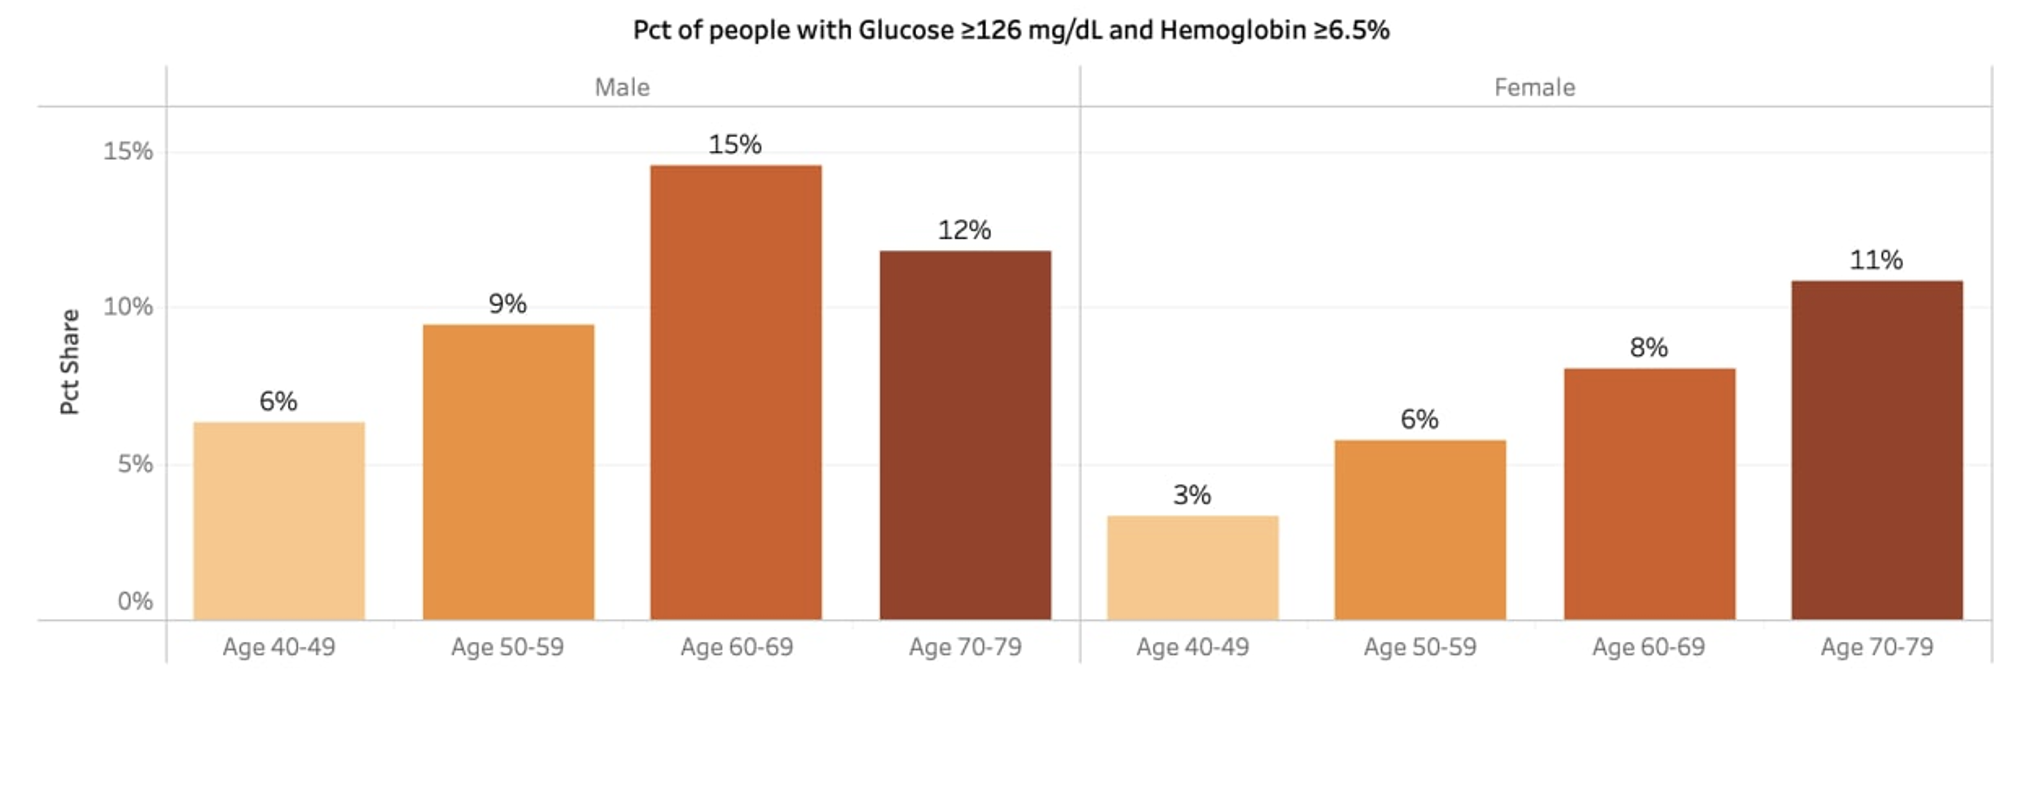 Pct of people with Glucose ≥126 mg/dL and Hemoglobin ≥6.5%
Male Female
Pct Share
15%
10%
5%
0%
6% 9% 15% 12% 3% 6% 8% 11%
Age 40-49 Age 50-59 Age 60-69 Age 70-79 Age 40-49 Age 50-59 Age 60-69 Age 70-79